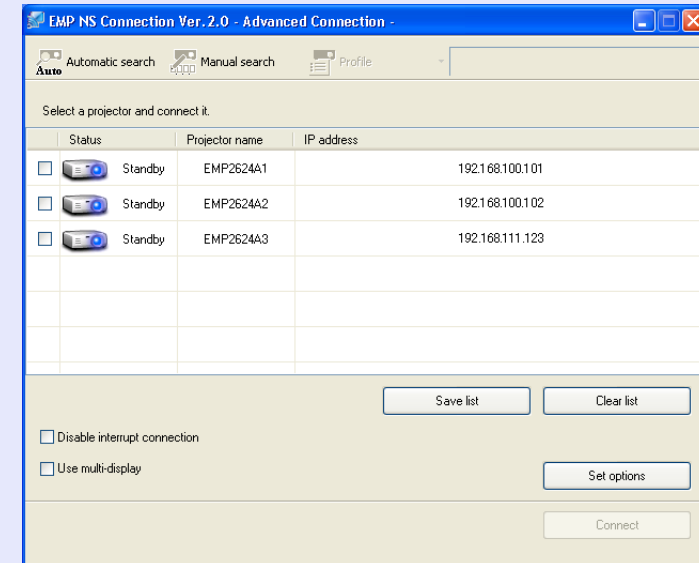 EMP NS Connection Ver.2.0 - Advanced Connection -
Auto Automatic search Manual search Profile
Select a projector and connect it.
Status Projector name IP address
Standby EMP2624A1 192.168.100.101
Standby EMP2624A2 192.168.100.102
Standby EMP2624A3 192.168.111.123
Save list Clear list
Disable interrupt connection
Use multi-display
Set options
Connect